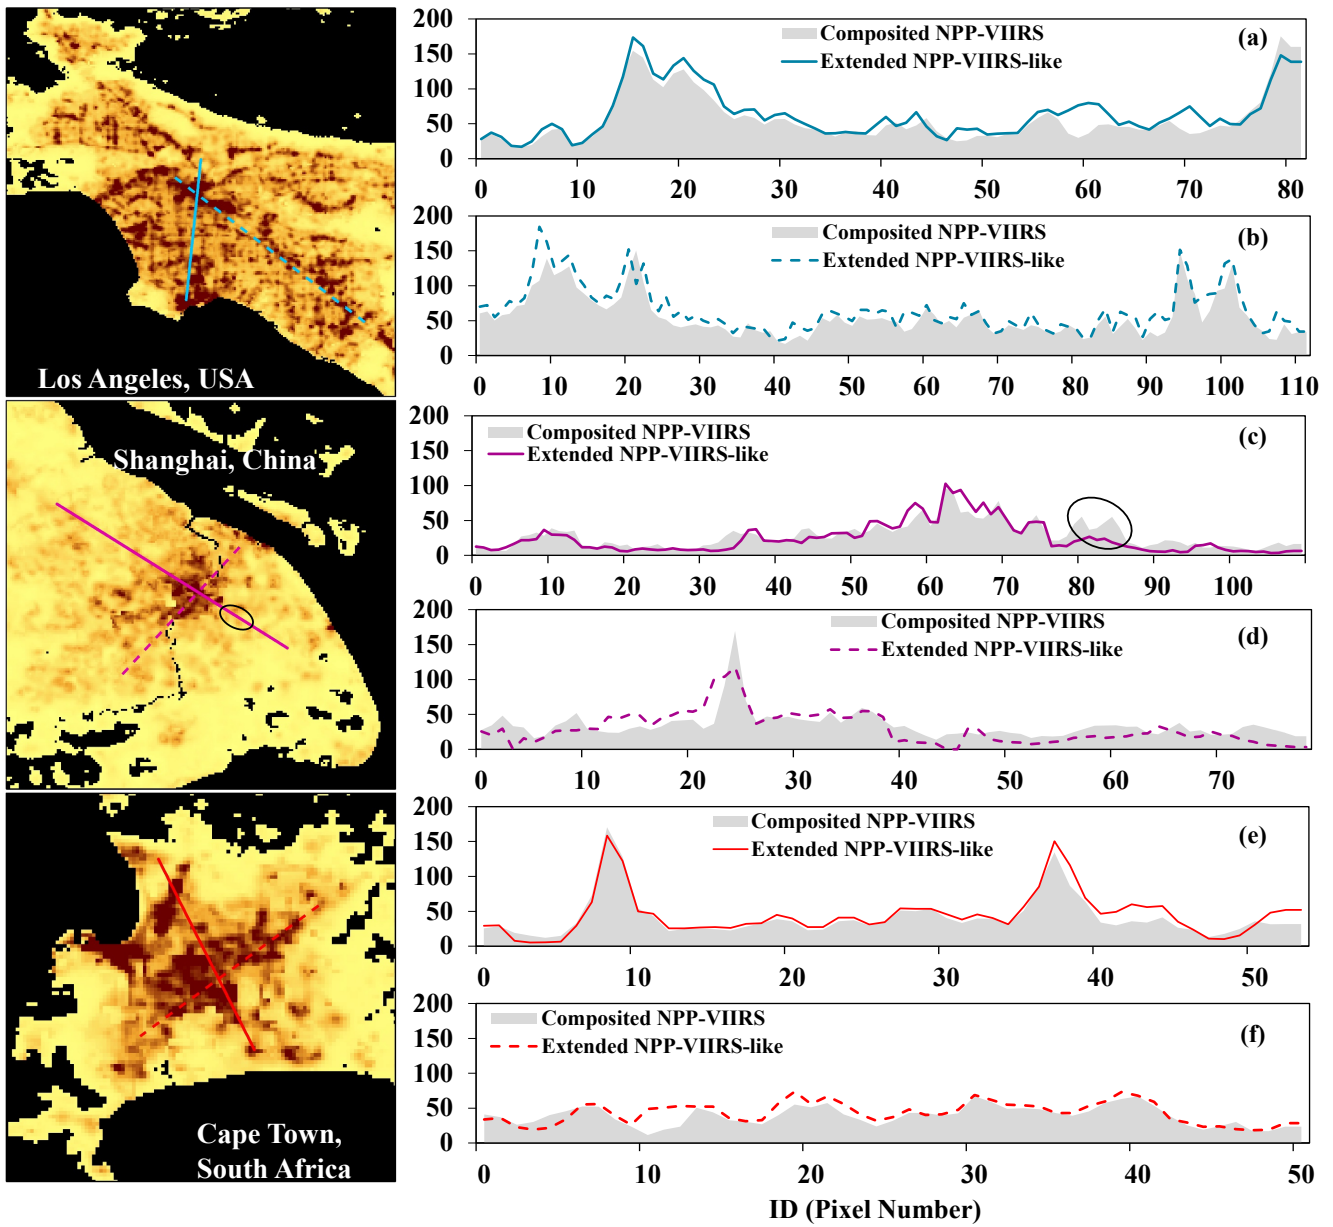 Los Angeles, USA
Shanghai, China
Cape Town,
South Africa
200
150
100
50
0
Composited NPP-VIIRS
Extended NPP-VIIRS-like
(a)
0 10 20 30 40 50 60 70 80
200
150
100
50
0
Composited NPP-VIIRS
Extended NPP-VIIRS-like
(b)
0 10 20 30 40 50 60 70 80 90 100 110
200
150
100
50
0
Composited NPP-VIIRS
Extended NPP-VIIRS-like
(c)
0 10 20 30 40 50 60 70 80 90 100
200
150
100
50
0
Composited NPP-VIIRS
Extended NPP-VIIRS-like
(d)
0 10 20 30 40 50 60 70
200
150
100
50
0
Composited NPP-VIIRS
Extended NPP-VIIRS-like
(e)
0 10 20 30 40 50
200
150
100
50
0
Composited NPP-VIIRS
Extended NPP-VIIRS-like
(f)
0 10 20 30 40 50
ID (Pixel Number)